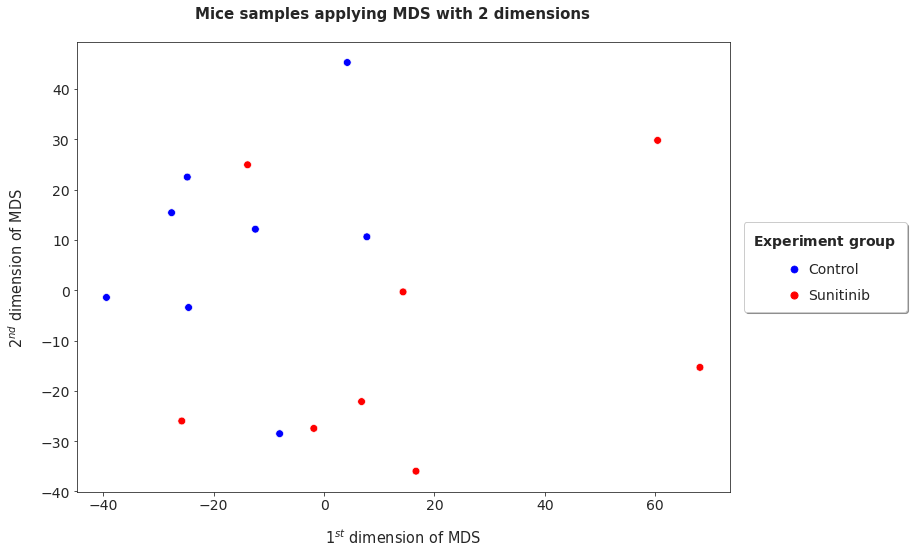 Mice samples applying MDS with 2 dimensions
40
30
20
10
0
−10
−20
−30
−40
2nd dimension of MDS
−40
−20
0
20
40
60
1st dimension of MDS
Experiment group
Control
Sunitinib